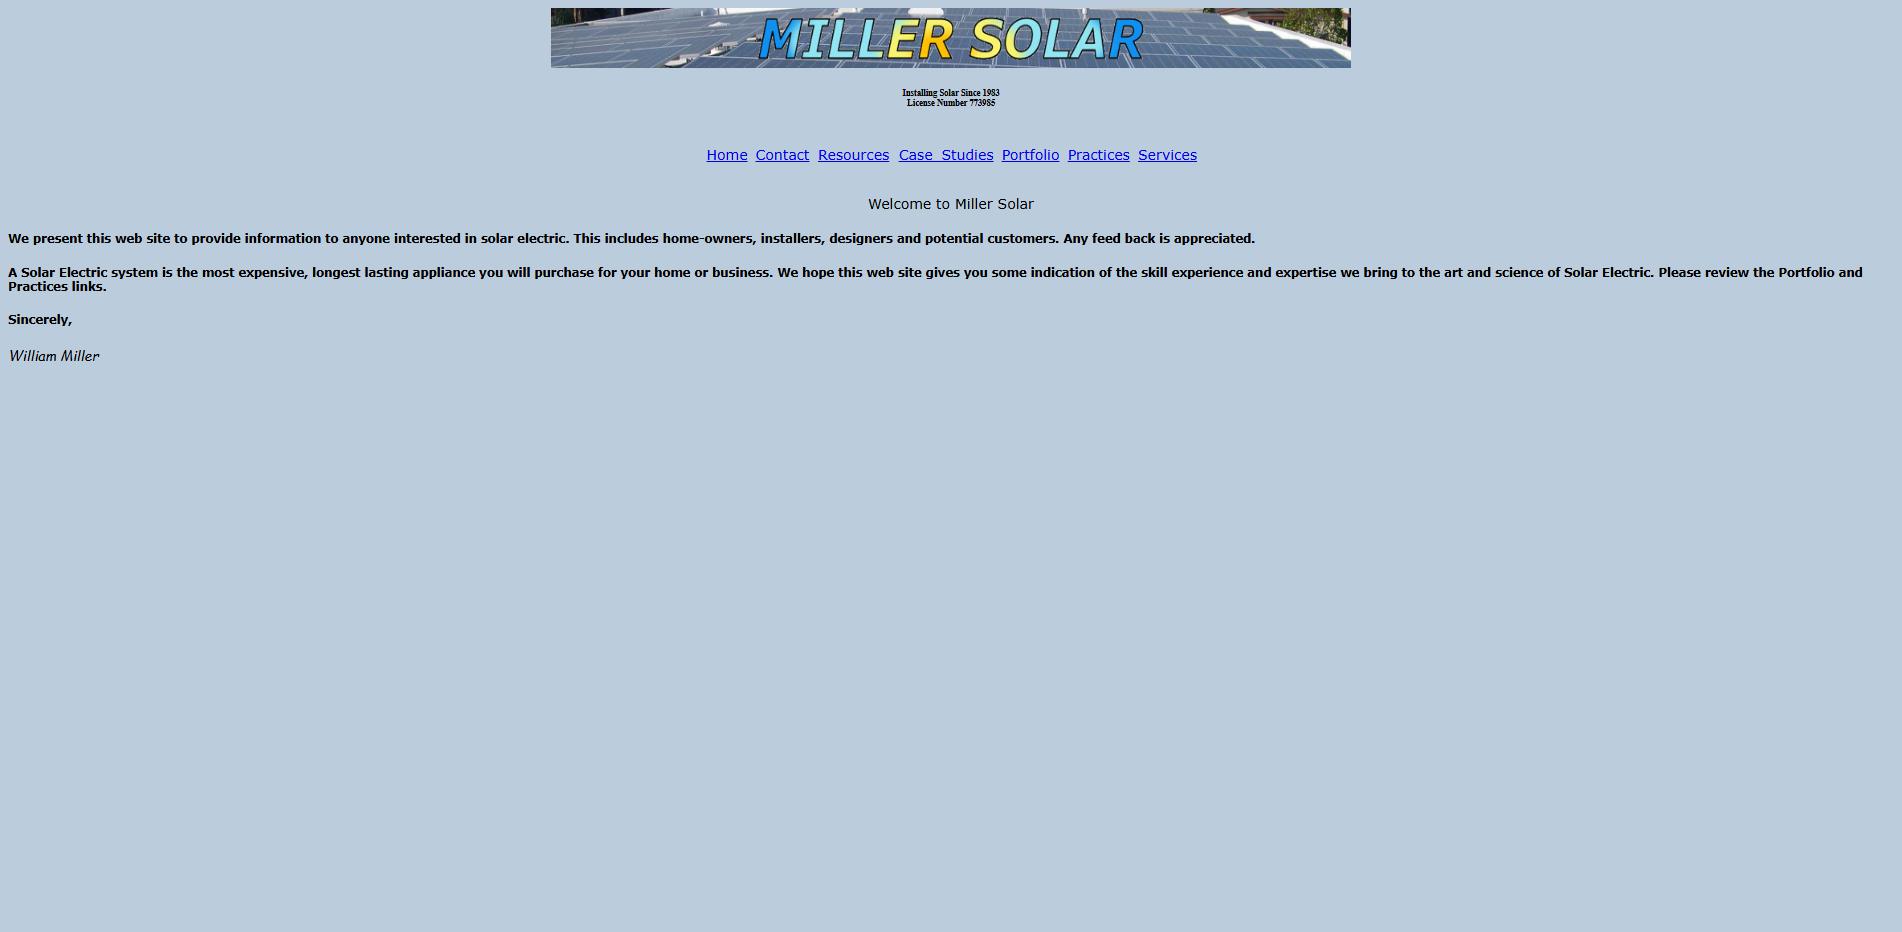 MILLER SOLAR
Installing Solar Since 1983
License Number 773985
Home Contact Resources Case Studies Portfolio Practices Services
Welcome to Miller Solar
We present this web site to provide information to anyone interested in solar electric. This includes home-owners, installers, designers and potential customers. Any feed back is appreciated.
A Solar Electric system is the most expensive, longest lasting appliance you will purchase for your home or business. We hope this web site gives you some indication of the skill experience and expertise we bring to the art and science of Solar Electric. Please review the Portfolio and
Practices links.
Sincerely,
William Miller